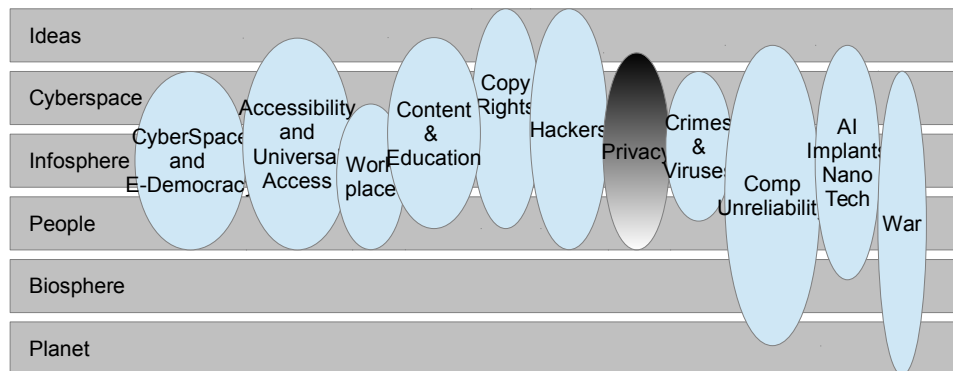 Ideas
Cyberspace
Infosphere
People
Biosphere
Planet
CyberSpace
and
E-Democracy
Accessibility
and
Universal
Access
Work
place
Content
&
Education
Copy
Rights
Hackers
Privacy
Crimes
&
Viruses
Comp
Unreliability
AI
Implants
Nano
Tech
War